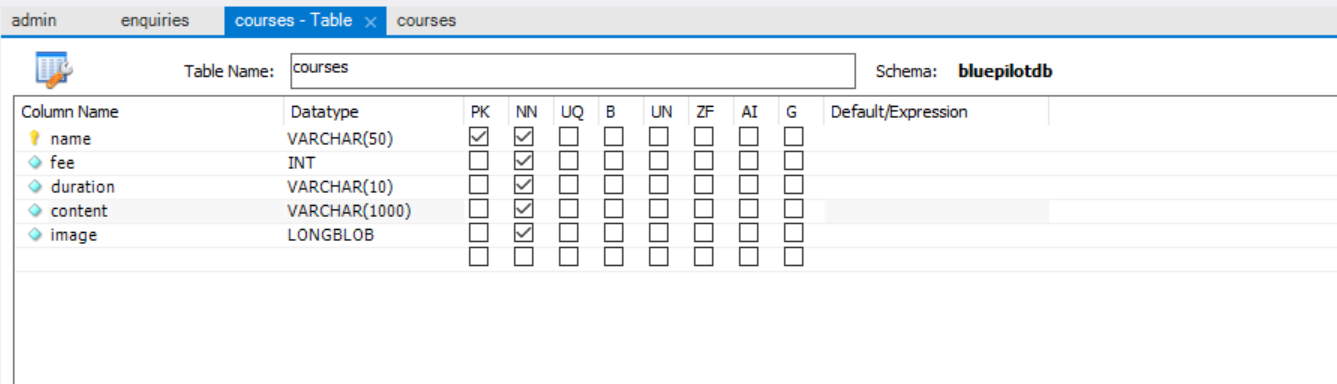 admin enquiries courses - Table × courses
Table Name: courses Schema: bluepilotdb
Column Name Datatype PK NN UQ B UN ZF AI G Default/Expression
name VARCHAR(50)
fee INT
duration VARCHAR(10)
content VARCHAR(1000)
image LONGBLOB